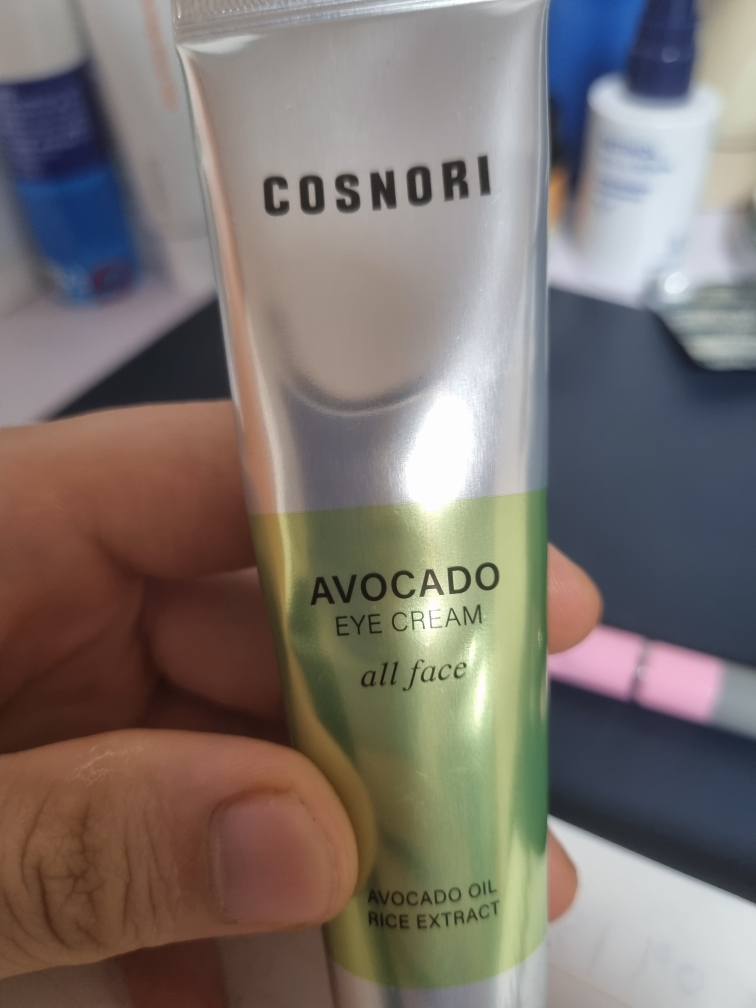 COSNORI
AVOCADO
EYE CREAM
all face
AVOCADO OIL
RICE EXTRACT